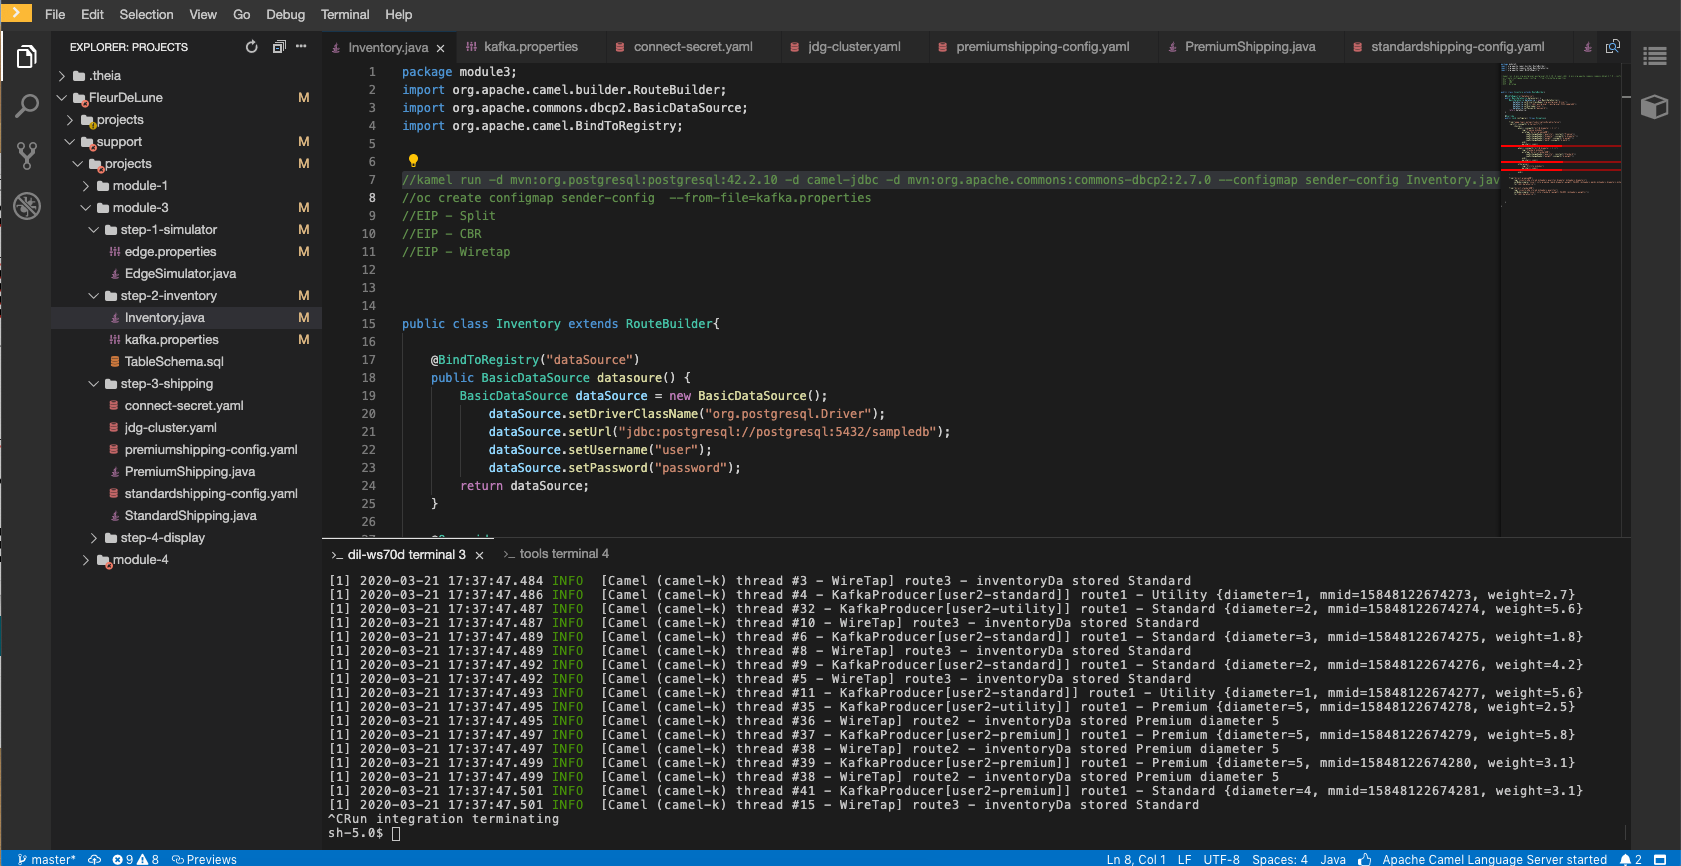 File Edit Selection View Go Debug Terminal Help
EXPLORER: PROJECTS
.theia
FleurDeLune M
projects
support M
projects M
module-1
module-3 M
step-1-simulator M
edge.properties M
EdgeSimulator.java
step-2-inventory M
Inventory.java M
kafka.properties M
TableSchema.sql
step-3-shipping
connect-secret.yaml
jdg-cluster.yaml
premiumshipping-config.yaml
PremiumShipping.java
standardshipping-config.yaml
StandardShipping.java
step-4-display
module-4
Inventory.java kafka.properties connect-secret.yaml jdg-cluster.yaml premiumshipping-config.yaml PremiumShipping.java standardshipping-config.yaml
1 package module3;
2 import org.apache.camel.builder.RouteBuilder;
3 import org.apache.commons.dbcp2.BasicDataSource;
4 import org.apache.camel.BindToRegistry;
5
6
7 //kamel run -d mvn:org.postgresql:postgresql:42.2.10 -d camel-jdbc -d mvn:org.apache.commons:commons-dbcp2:2.7.0 --configmap sender-config Inventory.jav
8 //oc create configmap sender-config  --from-file=kafka.properties
9 //EIP - Split
10 //EIP - CBR
11 //EIP - Wiretap
12
13
14
15 public class Inventory extends RouteBuilder{
16
17 @BindToRegistry("dataSource")
18 public BasicDataSource datasoure() {
19 BasicDataSource dataSource = new BasicDataSource();
20 dataSource.setDriverClassName("org.postgresql.Driver");
21 dataSource.setUrl("jdbc:postgresql://postgresql:5432/sampledb");
22 dataSource.setUsername("user");
23 dataSource.setPassword("password");
24 return dataSource;
25 }
26
dil-ws70d terminal 3 tools terminal 4
[1] 2020-03-21 17:37:47.484 INFO  [Camel (camel-k) thread #3 - WireTap] route3 - inventoryDa stored Standard
[1] 2020-03-21 17:37:47.486 INFO  [Camel (camel-k) thread #4 - KafkaProducer[user2-standard]] route1 - Utility {diameter=1, mmid=15848122674273, weight=2.7}
[1] 2020-03-21 17:37:47.487 INFO  [Camel (camel-k) thread #32 - KafkaProducer[user2-utility]] route1 - Standard {diameter=2, mmid=15848122674274, weight=5.6}
[1] 2020-03-21 17:37:47.487 INFO  [Camel (camel-k) thread #10 - WireTap] route3 - inventoryDa stored Standard
[1] 2020-03-21 17:37:47.489 INFO  [Camel (camel-k) thread #6 - KafkaProducer[user2-standard]] route1 - Standard {diameter=3, mmid=15848122674275, weight=1.8}
[1] 2020-03-21 17:37:47.489 INFO  [Camel (camel-k) thread #8 - WireTap] route3 - inventoryDa stored Standard
[1] 2020-03-21 17:37:47.492 INFO  [Camel (camel-k) thread #9 - KafkaProducer[user2-standard]] route1 - Standard {diameter=2, mmid=15848122674276, weight=4.2}
[1] 2020-03-21 17:37:47.492 INFO  [Camel (camel-k) thread #5 - WireTap] route3 - inventoryDa stored Standard
[1] 2020-03-21 17:37:47.493 INFO  [Camel (camel-k) thread #11 - KafkaProducer[user2-standard]] route1 - Utility {diameter=1, mmid=15848122674277, weight=5.6}
[1] 2020-03-21 17:37:47.495 INFO  [Camel (camel-k) thread #35 - KafkaProducer[user2-utility]] route1 - Premium {diameter=5, mmid=15848122674278, weight=2.5}
[1] 2020-03-21 17:37:47.495 INFO  [Camel (camel-k) thread #36 - WireTap] route2 - inventoryDa stored Premium diameter 5
[1] 2020-03-21 17:37:47.497 INFO  [Camel (camel-k) thread #37 - KafkaProducer[user2-premium]] route1 - Premium {diameter=5, mmid=15848122674279, weight=5.8}
[1] 2020-03-21 17:37:47.497 INFO  [Camel (camel-k) thread #38 - WireTap] route2 - inventoryDa stored Premium diameter 5
[1] 2020-03-21 17:37:47.499 INFO  [Camel (camel-k) thread #39 - KafkaProducer[user2-premium]] route1 - Premium {diameter=5, mmid=15848122674280, weight=3.1}
[1] 2020-03-21 17:37:47.499 INFO  [Camel (camel-k) thread #38 - WireTap] route2 - inventoryDa stored Premium diameter 5
[1] 2020-03-21 17:37:47.501 INFO  [Camel (camel-k) thread #41 - KafkaProducer[user2-premium]] route1 - Standard {diameter=4, mmid=15848122674281, weight=3.1}
[1] 2020-03-21 17:37:47.501 INFO  [Camel (camel-k) thread #15 - WireTap] route3 - inventoryDa stored Standard
^CRun integration terminating
sh-5.0$
master* 9 8 Previews Ln 8, Col 1 LF UTF-8 Spaces: 4 Java Apache Camel Language Server started 2